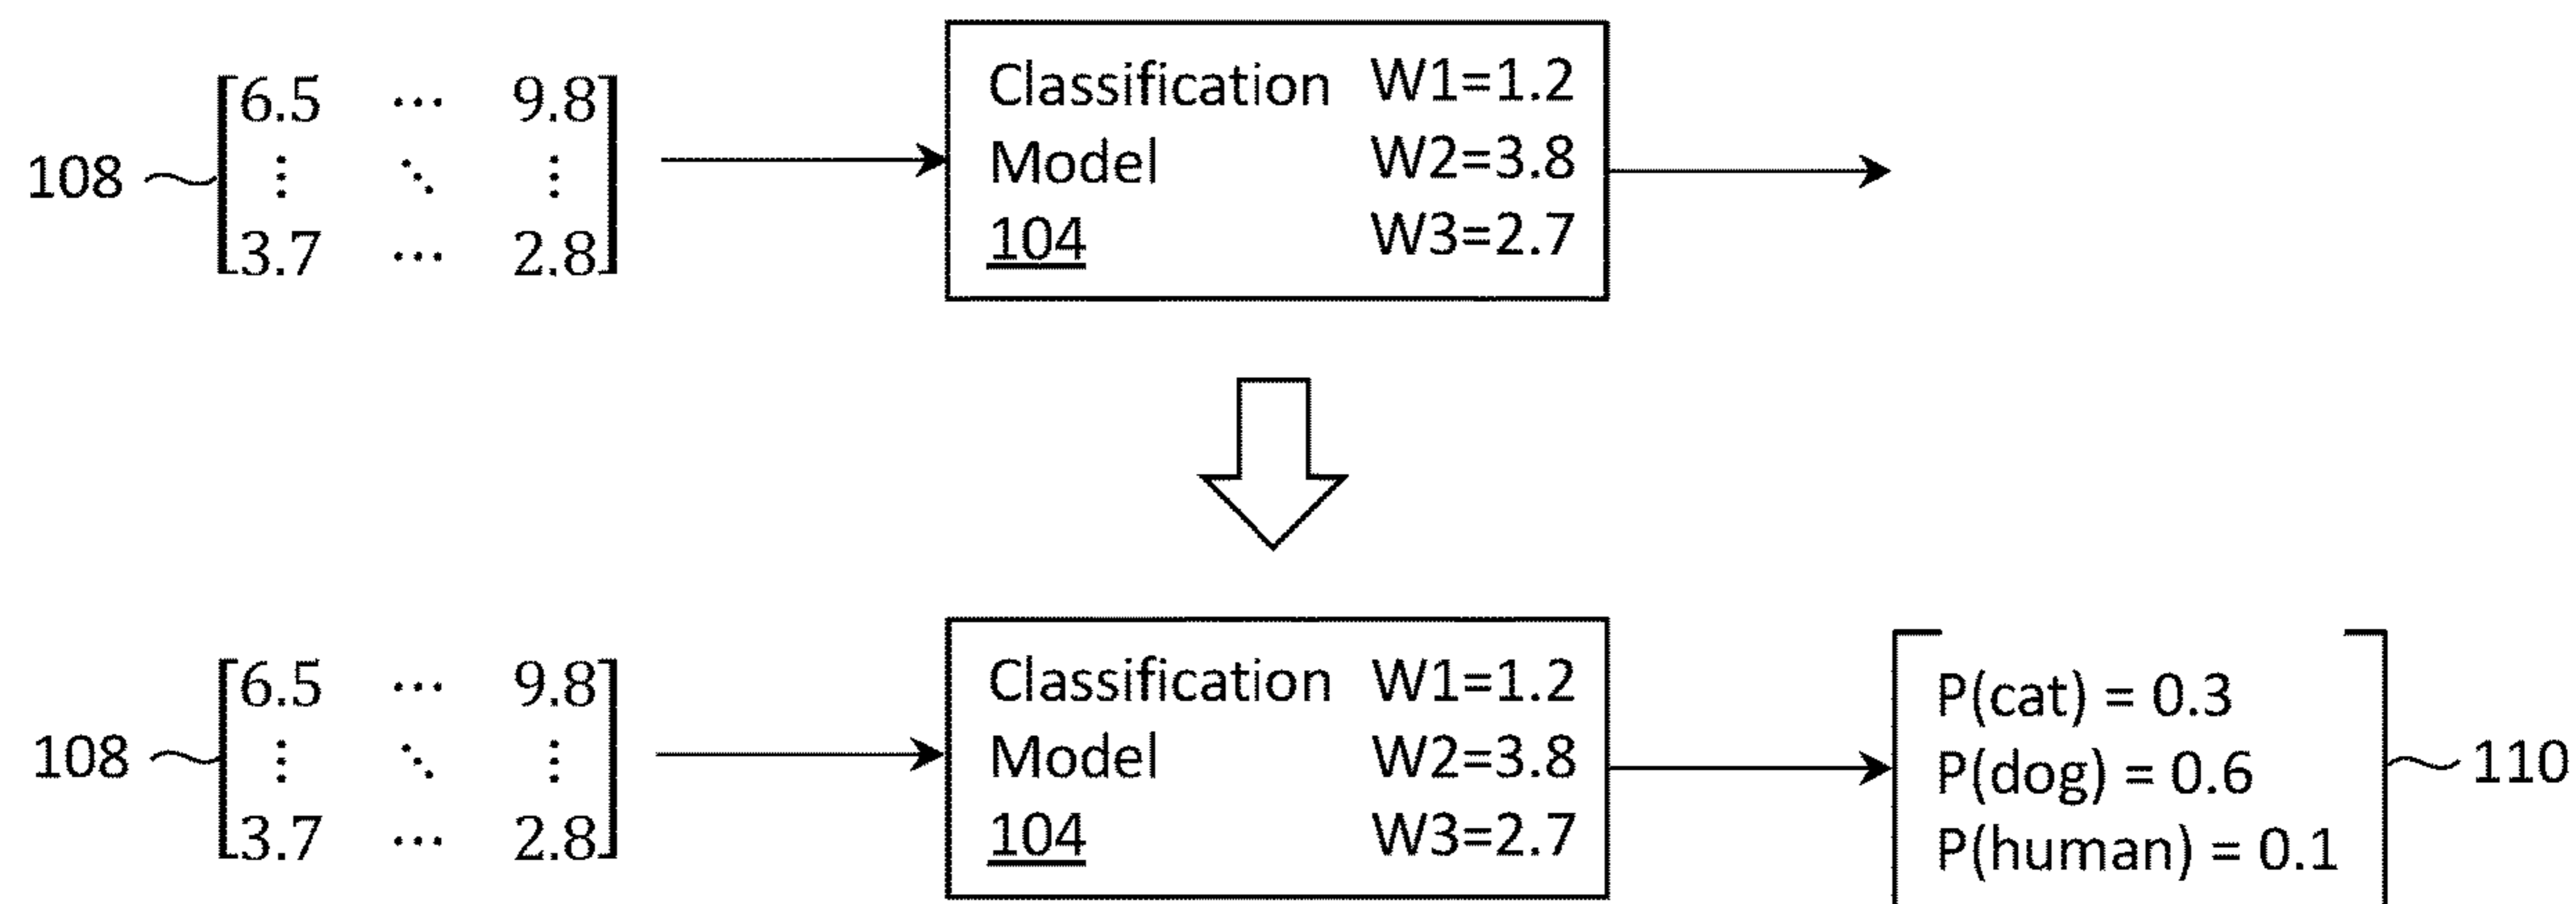 108
6.5 ⋯ 9.8
⋮ ⋱ ⋮
3.7 ⋯ 2.8
Classification W1=1.2
Model W2=3.8
104 W3=2.7
108
6.5 ⋯ 9.8
⋮ ⋱ ⋮
3.7 ⋯ 2.8
Classification W1=1.2
Model W2=3.8
104 W3=2.7
P(cat) = 0.3
P(dog) = 0.6
P(human) = 0.1
110